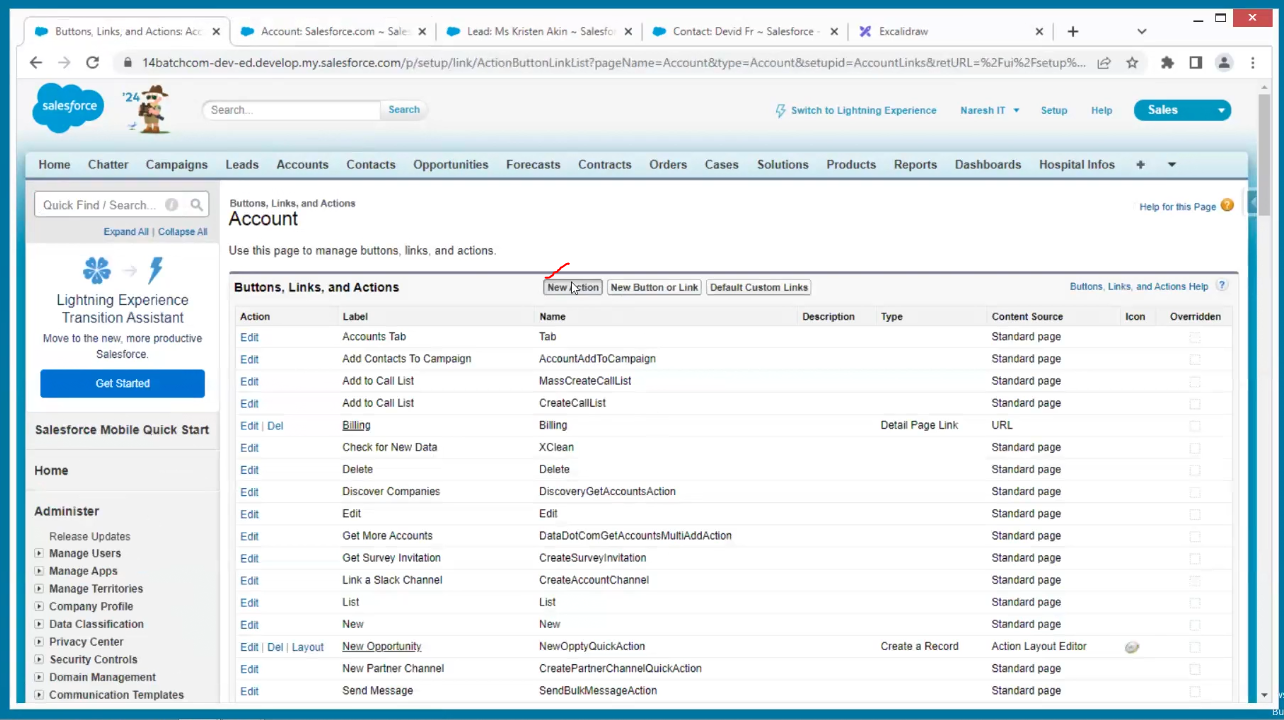 Buttons, Links, and Actions: Acc
Account: Salesforce.com ~ Sales
Lead: Ms Kristen Akin ~ Salesfor
Contact: Devid Fr ~ Salesforce -
Excalidraw
14batchcom-dev-ed.develop.my.salesforce.com/p/setup/link/ActionButtonLinkList?pageName=Account&type=Account&setupid=AccountLinks&retURL=%2Fui%2Fsetup%...
salesforce
'24
Search...
Search
Switch to Lightning Experience
Naresh IT
Setup
Help
Sales
Home
Chatter
Campaigns
Leads
Accounts
Contacts
Opportunities
Forecasts
Contracts
Orders
Cases
Solutions
Products
Reports
Dashboards
Hospital Infos
Quick Find / Search...
Expand All | Collapse All
Lightning Experience
Transition Assistant
Move to the new, more productive
Salesforce.
Get Started
Salesforce Mobile Quick Start
Home
Administer
Release Updates
Manage Users
Manage Apps
Manage Territories
Company Profile
Data Classification
Privacy Center
Security Controls
Domain Management
Communication Templates
Buttons, Links, and Actions
Account
Help for this Page
Use this page to manage buttons, links, and actions.
Buttons, Links, and Actions
New Action
New Button or Link
Default Custom Links
Buttons, Links, and Actions Help
Action Label Name Description Type Content Source Icon Overridden
Edit Accounts Tab Tab Standard page
Edit Add Contacts To Campaign AccountAddToCampaign Standard page
Edit Add to Call List MassCreateCallList Standard page
Edit Add to Call List CreateCallList Standard page
Edit | Del Billing Billing Detail Page Link URL
Edit Check for New Data XClean Standard page
Edit Delete Delete Standard page
Edit Discover Companies DiscoveryGetAccountsAction Standard page
Edit Edit Edit Standard page
Edit Get More Accounts DataDotComGetAccountsMultiAddAction Standard page
Edit Get Survey Invitation CreateSurveyInvitation Standard page
Edit Link a Slack Channel CreateAccountChannel Standard page
Edit List List Standard page
Edit New New Standard page
Edit | Del | Layout New Opportunity NewOpptyQuickAction Create a Record Action Layout Editor
Edit New Partner Channel CreatePartnerChannelQuickAction Standard page
Edit Send Message SendBulkMessageAction Standard page